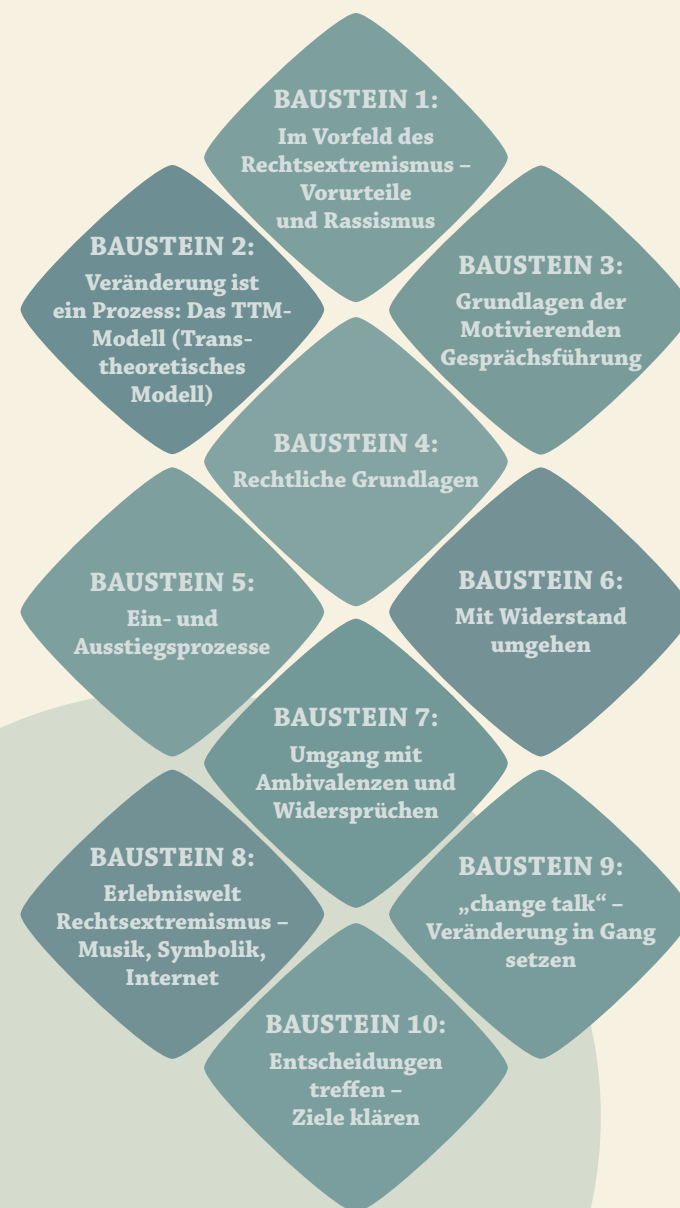 BAUSTEIN 1:
Im Vorfeld des
Rechtsextremismus –
Vorurteile
und Rassismus
BAUSTEIN 2:
Veränderung ist
ein Prozess: Das TTM-
Modell (Trans-
theoretisches
Modell)
BAUSTEIN 3:
Grundlagen der
Motivierenden
Gesprächsführung
BAUSTEIN 4:
Rechtliche Grundlagen
BAUSTEIN 5:
Ein- und
Ausstiegsprozesse
BAUSTEIN 6:
Mit Widerstand
umgehen
BAUSTEIN 7:
Umgang mit
Ambivalenzen und
Widersprüchen
BAUSTEIN 8:
Erlebniswelt
Rechtsextremismus –
Musik, Symbolik,
Internet
BAUSTEIN 9:
„change talk“ –
Veränderung in Gang
setzen
BAUSTEIN 10:
Entscheidungen
treffen –
Ziele klären